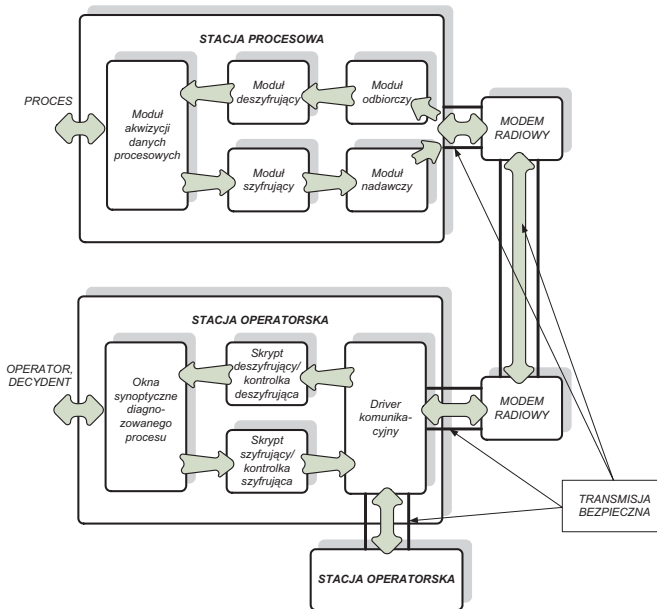 STACJA PROCESOWA
PROCES
Moduł
akwizycji
danych
procesowych
Moduł
deszyfrujący
Moduł
odbiorczy
Moduł
szyfrujący
Moduł
nadawczy
MODEM
RADIOWY
STACJA OPERATORSKA
OPERATOR,
DECYDENT
Okna
synoptyczne
diagno-
zowanego
procesu
Skrypt
deszyfrujący/
kontrolka
deszyfrująca
Skrypt
szyfrujący/
kontrolka
szyfrująca
Driver
komunika-
cyjny
MODEM
RADIOWY
TRANSMISJA
BEZPIECZNA
STACJA OPERATORSKA